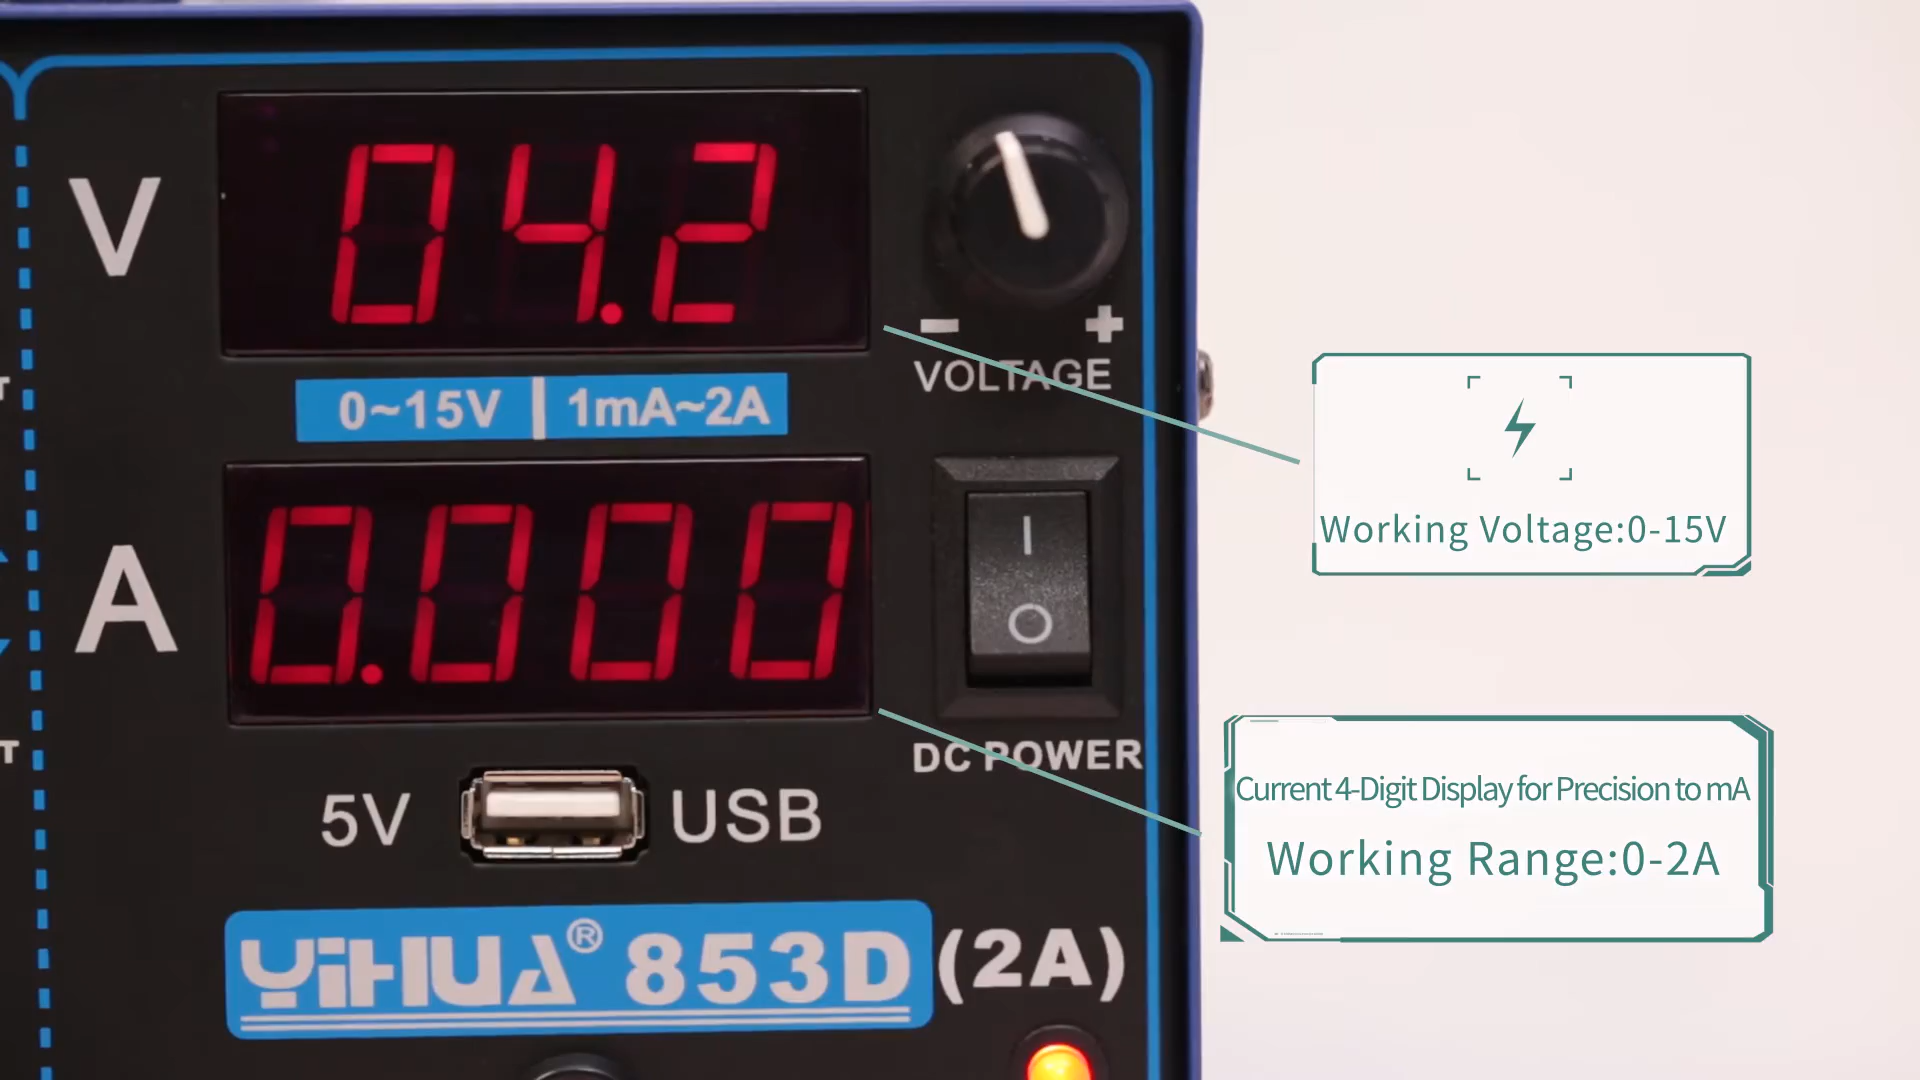 V
04.2
- +
VOLTAGE
0~15V | 1mA~2A
A
0.000
I
O
DC POWER
5V USB
YiHUA® 853D (2A)
Working Voltage:0-15V
Current 4-Digit Display for Precision to mA
Working Range:0-2A
T
T